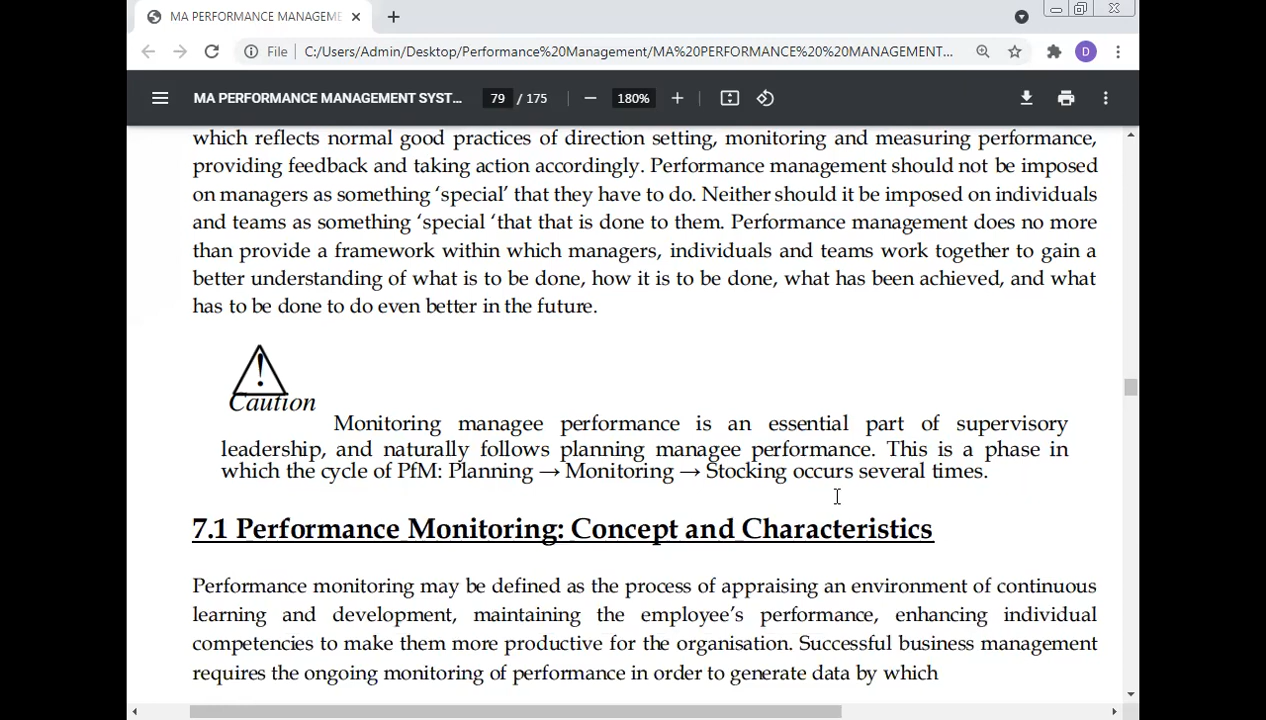 MA PERFORMANCE MANAGEME
File C:/Users/Admin/Desktop/Performance%20Management/MA%20PERFORMANCE%20%20MANAGEMENT... D
MA PERFORMANCE MANAGEMENT SYST... 79 / 175 180%
which reflects normal good practices of direction setting, monitoring and measuring performance,
providing feedback and taking action accordingly. Performance management should not be imposed
on managers as something ‘special’ that they have to do. Neither should it be imposed on individuals
and teams as something ‘special ‘that that is done to them. Performance management does no more
than provide a framework within which managers, individuals and teams work together to gain a
better understanding of what is to be done, how it is to be done, what has been achieved, and what
has to be done to do even better in the future.
!
Caution
Monitoring managee performance is an essential part of supervisory
leadership, and naturally follows planning managee performance. This is a phase in
which the cycle of PfM: Planning → Monitoring → Stocking occurs several times.
7.1 Performance Monitoring: Concept and Characteristics
Performance monitoring may be defined as the process of appraising an environment of continuous
learning and development, maintaining the employee’s performance, enhancing individual
competencies to make them more productive for the organisation. Successful business management
requires the ongoing monitoring of performance in order to generate data by which